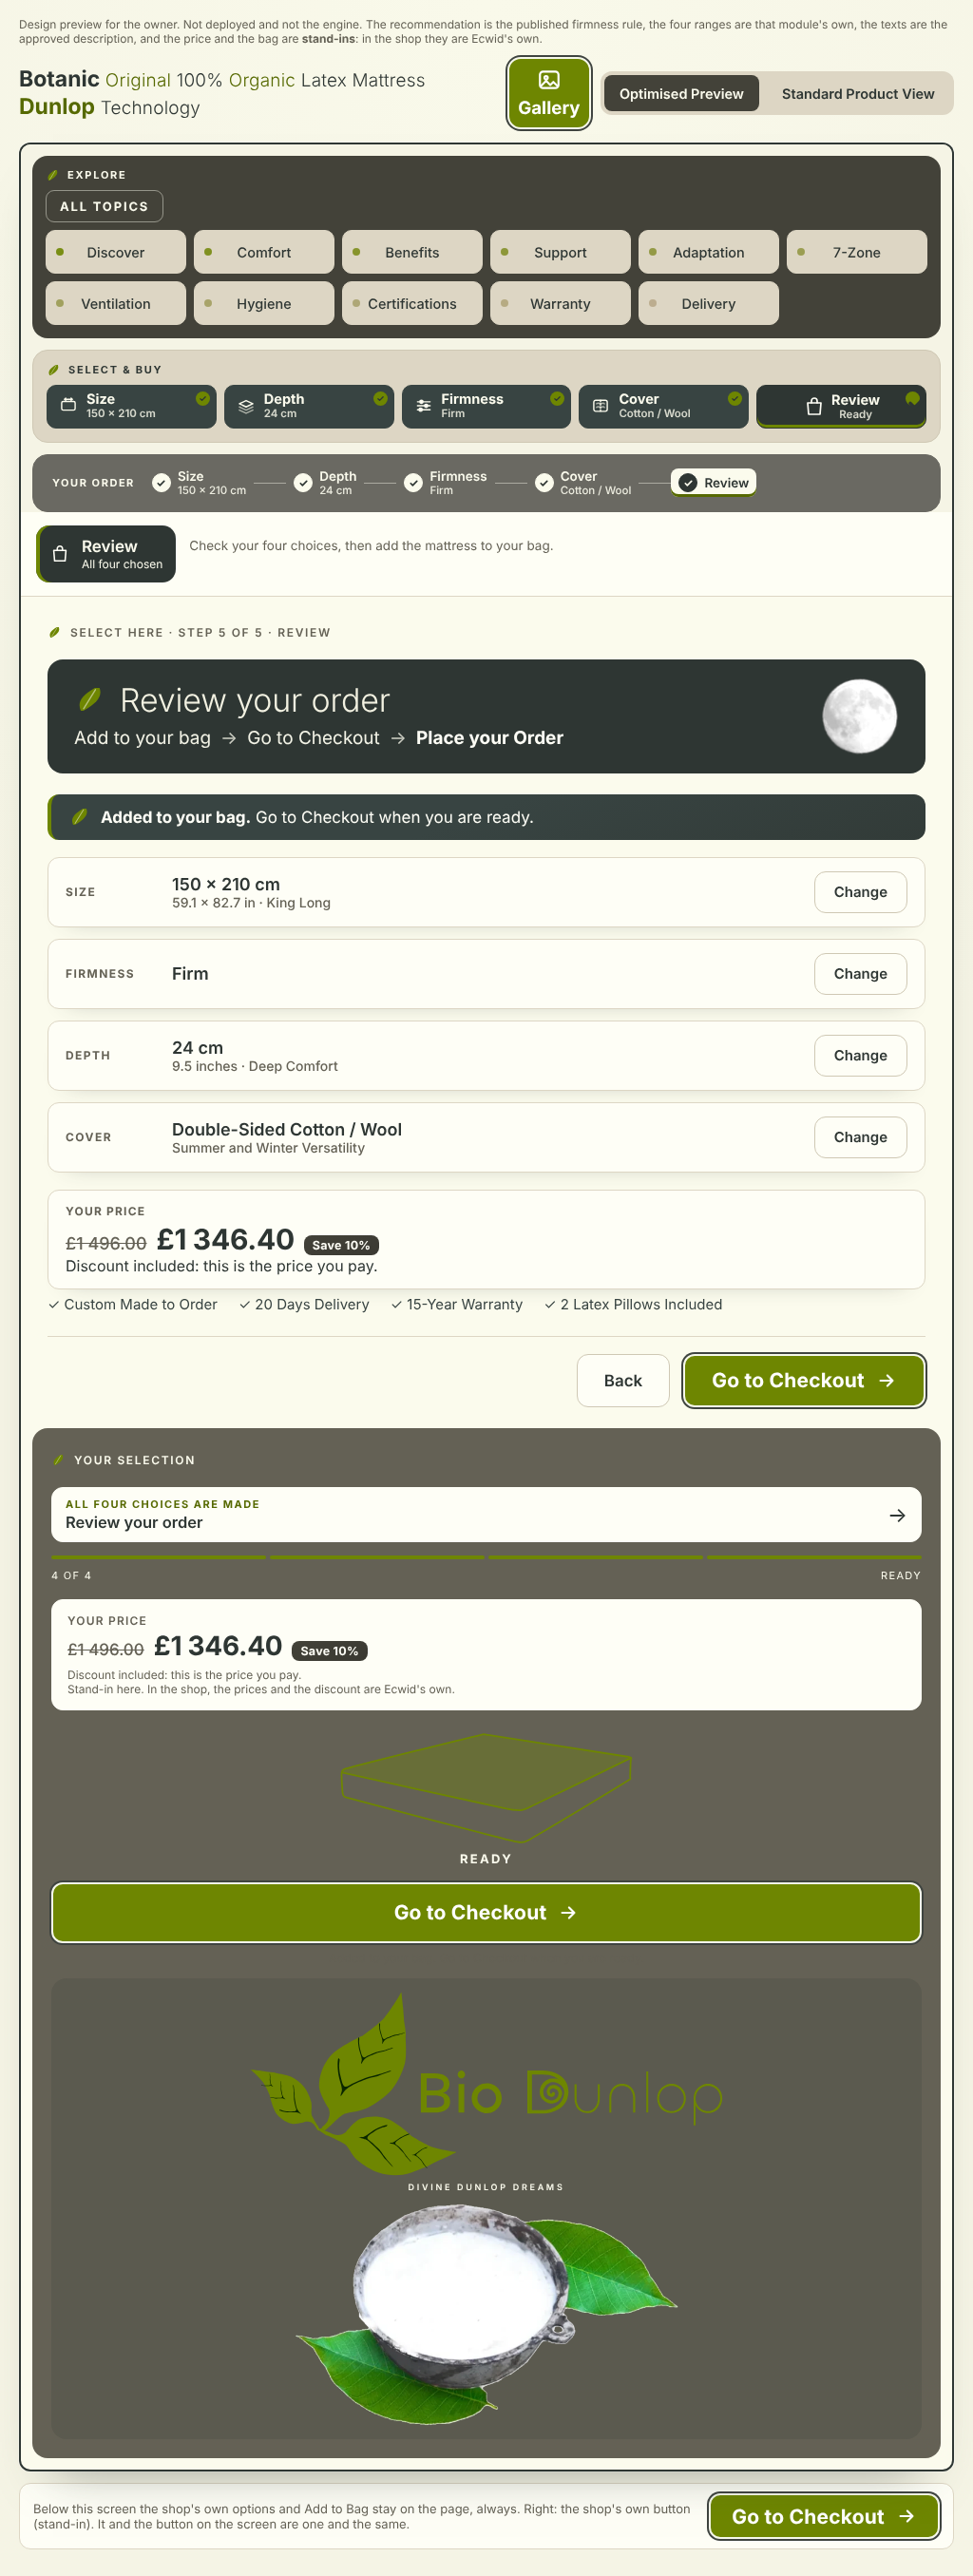 Design preview for the owner. Not deployed and not the engine. The recommendation is the published firmness rule, the four ranges are that module's own, the texts are the
approved description, and the price and the bag are stand-ins: in the shop they are Ecwid's own.
Botanic Original 100% Organic Latex Mattress
Dunlop Technology
Gallery
Optimised Preview
Standard Product View
EXPLORE
ALL TOPICS
Discover
Comfort
Benefits
Support
Adaptation
7-Zone
Ventilation
Hygiene
Certifications
Warranty
Delivery
SELECT & BUY
Size
150 × 210 cm
Depth
24 cm
Firmness
Firm
Cover
Cotton / Wool
Review
Ready
YOUR ORDER
Size
150 × 210 cm
Depth
24 cm
Firmness
Firm
Cover
Cotton / Wool
Review
Review
All four chosen
Check your four choices, then add the mattress to your bag.
SELECT HERE · STEP 5 OF 5 · REVIEW
Review your order
Add to your bag → Go to Checkout → Place your Order
Added to your bag. Go to Checkout when you are ready.
SIZE
150 × 210 cm
59.1 × 82.7 in · King Long
Change
FIRMNESS
Firm
Change
DEPTH
24 cm
9.5 inches · Deep Comfort
Change
COVER
Double-Sided Cotton / Wool
Summer and Winter Versatility
Change
YOUR PRICE
£1 496.00 £1 346.40 Save 10%
Discount included: this is the price you pay.
✓ Custom Made to Order ✓ 20 Days Delivery ✓ 15-Year Warranty ✓ 2 Latex Pillows Included
Back
Go to Checkout →
YOUR SELECTION
ALL FOUR CHOICES ARE MADE
Review your order →
4 OF 4
READY
YOUR PRICE
£1 496.00 £1 346.40 Save 10%
Discount included: this is the price you pay.
Stand-in here. In the shop, the prices and the discount are Ecwid's own.
READY
Go to Checkout →
Bio Dunlop
DIVINE DUNLOP DREAMS
Below this screen the shop's own options and Add to Bag stay on the page, always. Right: the shop's own button
(stand-in). It and the button on the screen are one and the same.
Go to Checkout →